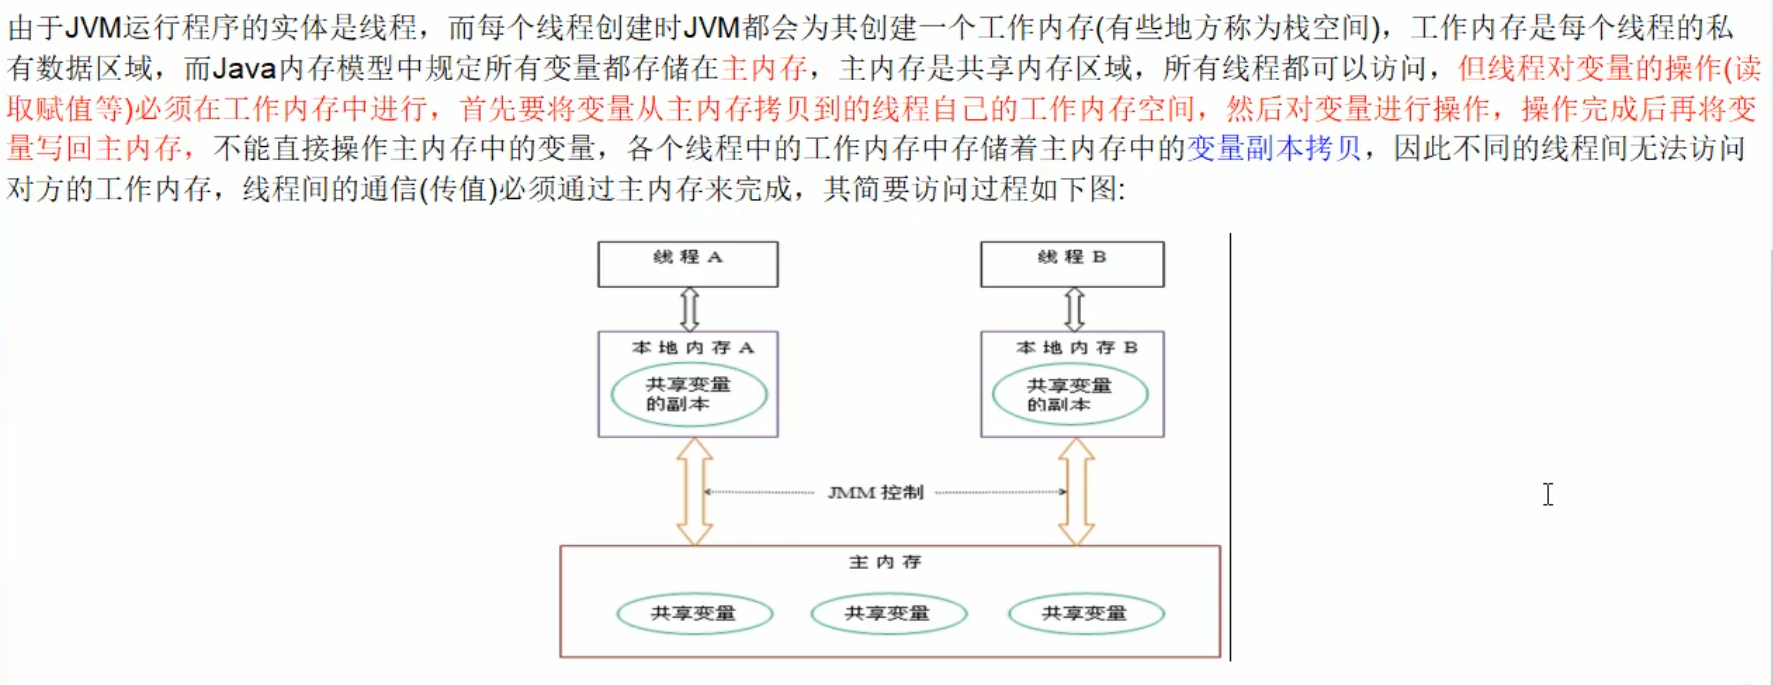 由于JVM运行程序的实体是线程，而每个线程创建时JVM都会为其创建一个工作内存(有些地方称为栈空间)，工作内存是每个线程的私
有数据区域，而Java内存模型中规定所有变量都存储在主内存，主内存是共享内存区域，所有线程都可以访问，但线程对变量的操作(读
取赋值等)必须在工作内存中进行，首先要将变量从主内存拷贝到的线程自己的工作内存空间，然后对变量进行操作，操作完成后再将变
量写回主内存，不能直接操作主内存中的变量，各个线程中的工作内存中存储着主内存中的变量副本拷贝，因此不同的线程间无法访问
对方的工作内存，线程间的通信(传值)必须通过主内存来完成，其简要访问过程如下图:
线程A
线程B
本地内存A
本地内存B
共享变量
的副本
共享变量
的副本
JMM控制
主内存
共享变量
共享变量
共享变量